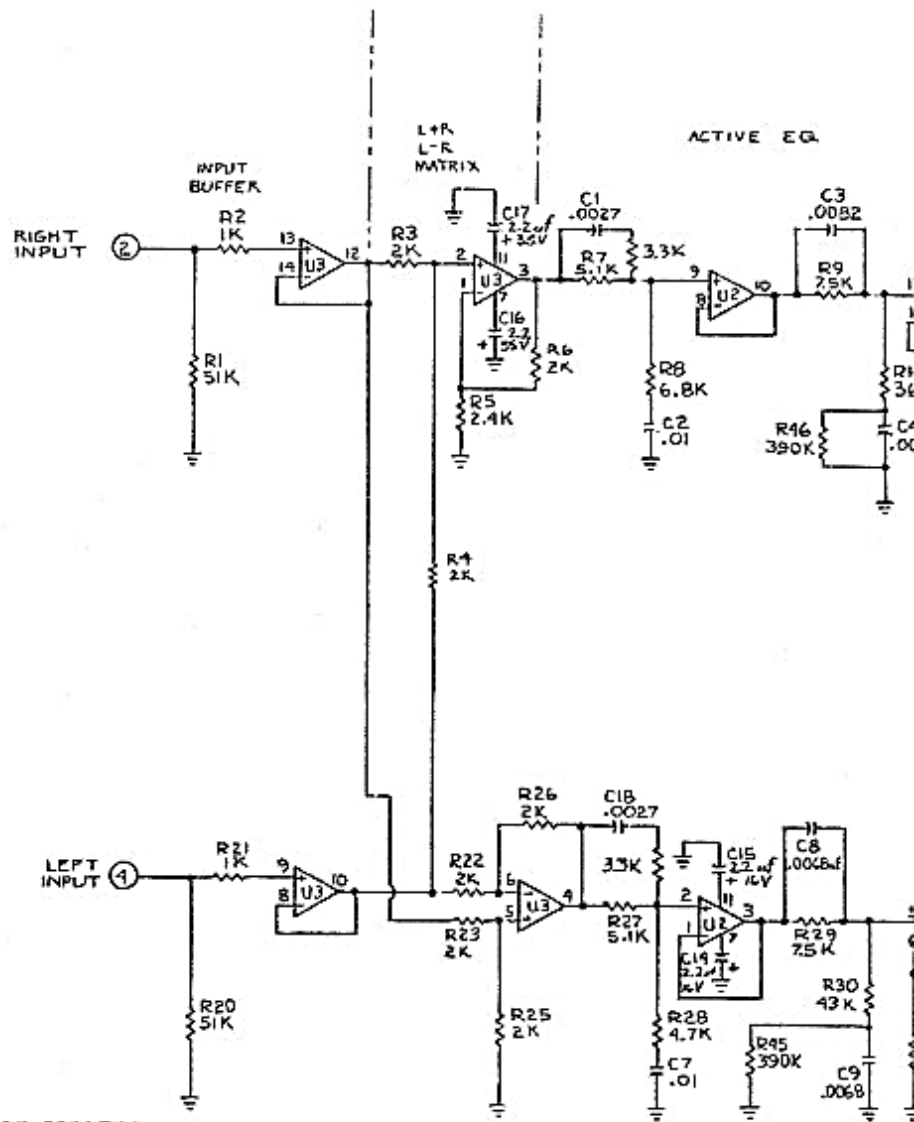 L+R
L-R
MATRIX
ACTIVE EQ
INPUT
BUFFER
C17
2.2uf
+ 35V
C1
.0027
C3
.0082
RIGHT
INPUT
2
R2
1K
13
14
12
U3
R3
2K
2
1
11
3
U3
7
R7
5.1K
3.3K
9
8
10
U2
R9
7.5K
C16
2.2
35V
+
R6
2K
R1
51K
R5
2.4K
R8
6.8K
C2
.01
R46
390K
R4
2K
R26
2K
C18
.0027
LEFT
INPUT
4
R21
1K
9
8
10
U3
R22
2K
6
5
4
U3
R23
2K
3.3K
R27
5.1K
C15
2.2uf
+ 16V
2
1
11
3
U2
7
C8
.0068uf
R29
7.5K
C14
2.2uf
16V
+
R20
51K
R25
2K
R28
4.7K
C7
.01
R30
43K
R45
390K
C9
.0068